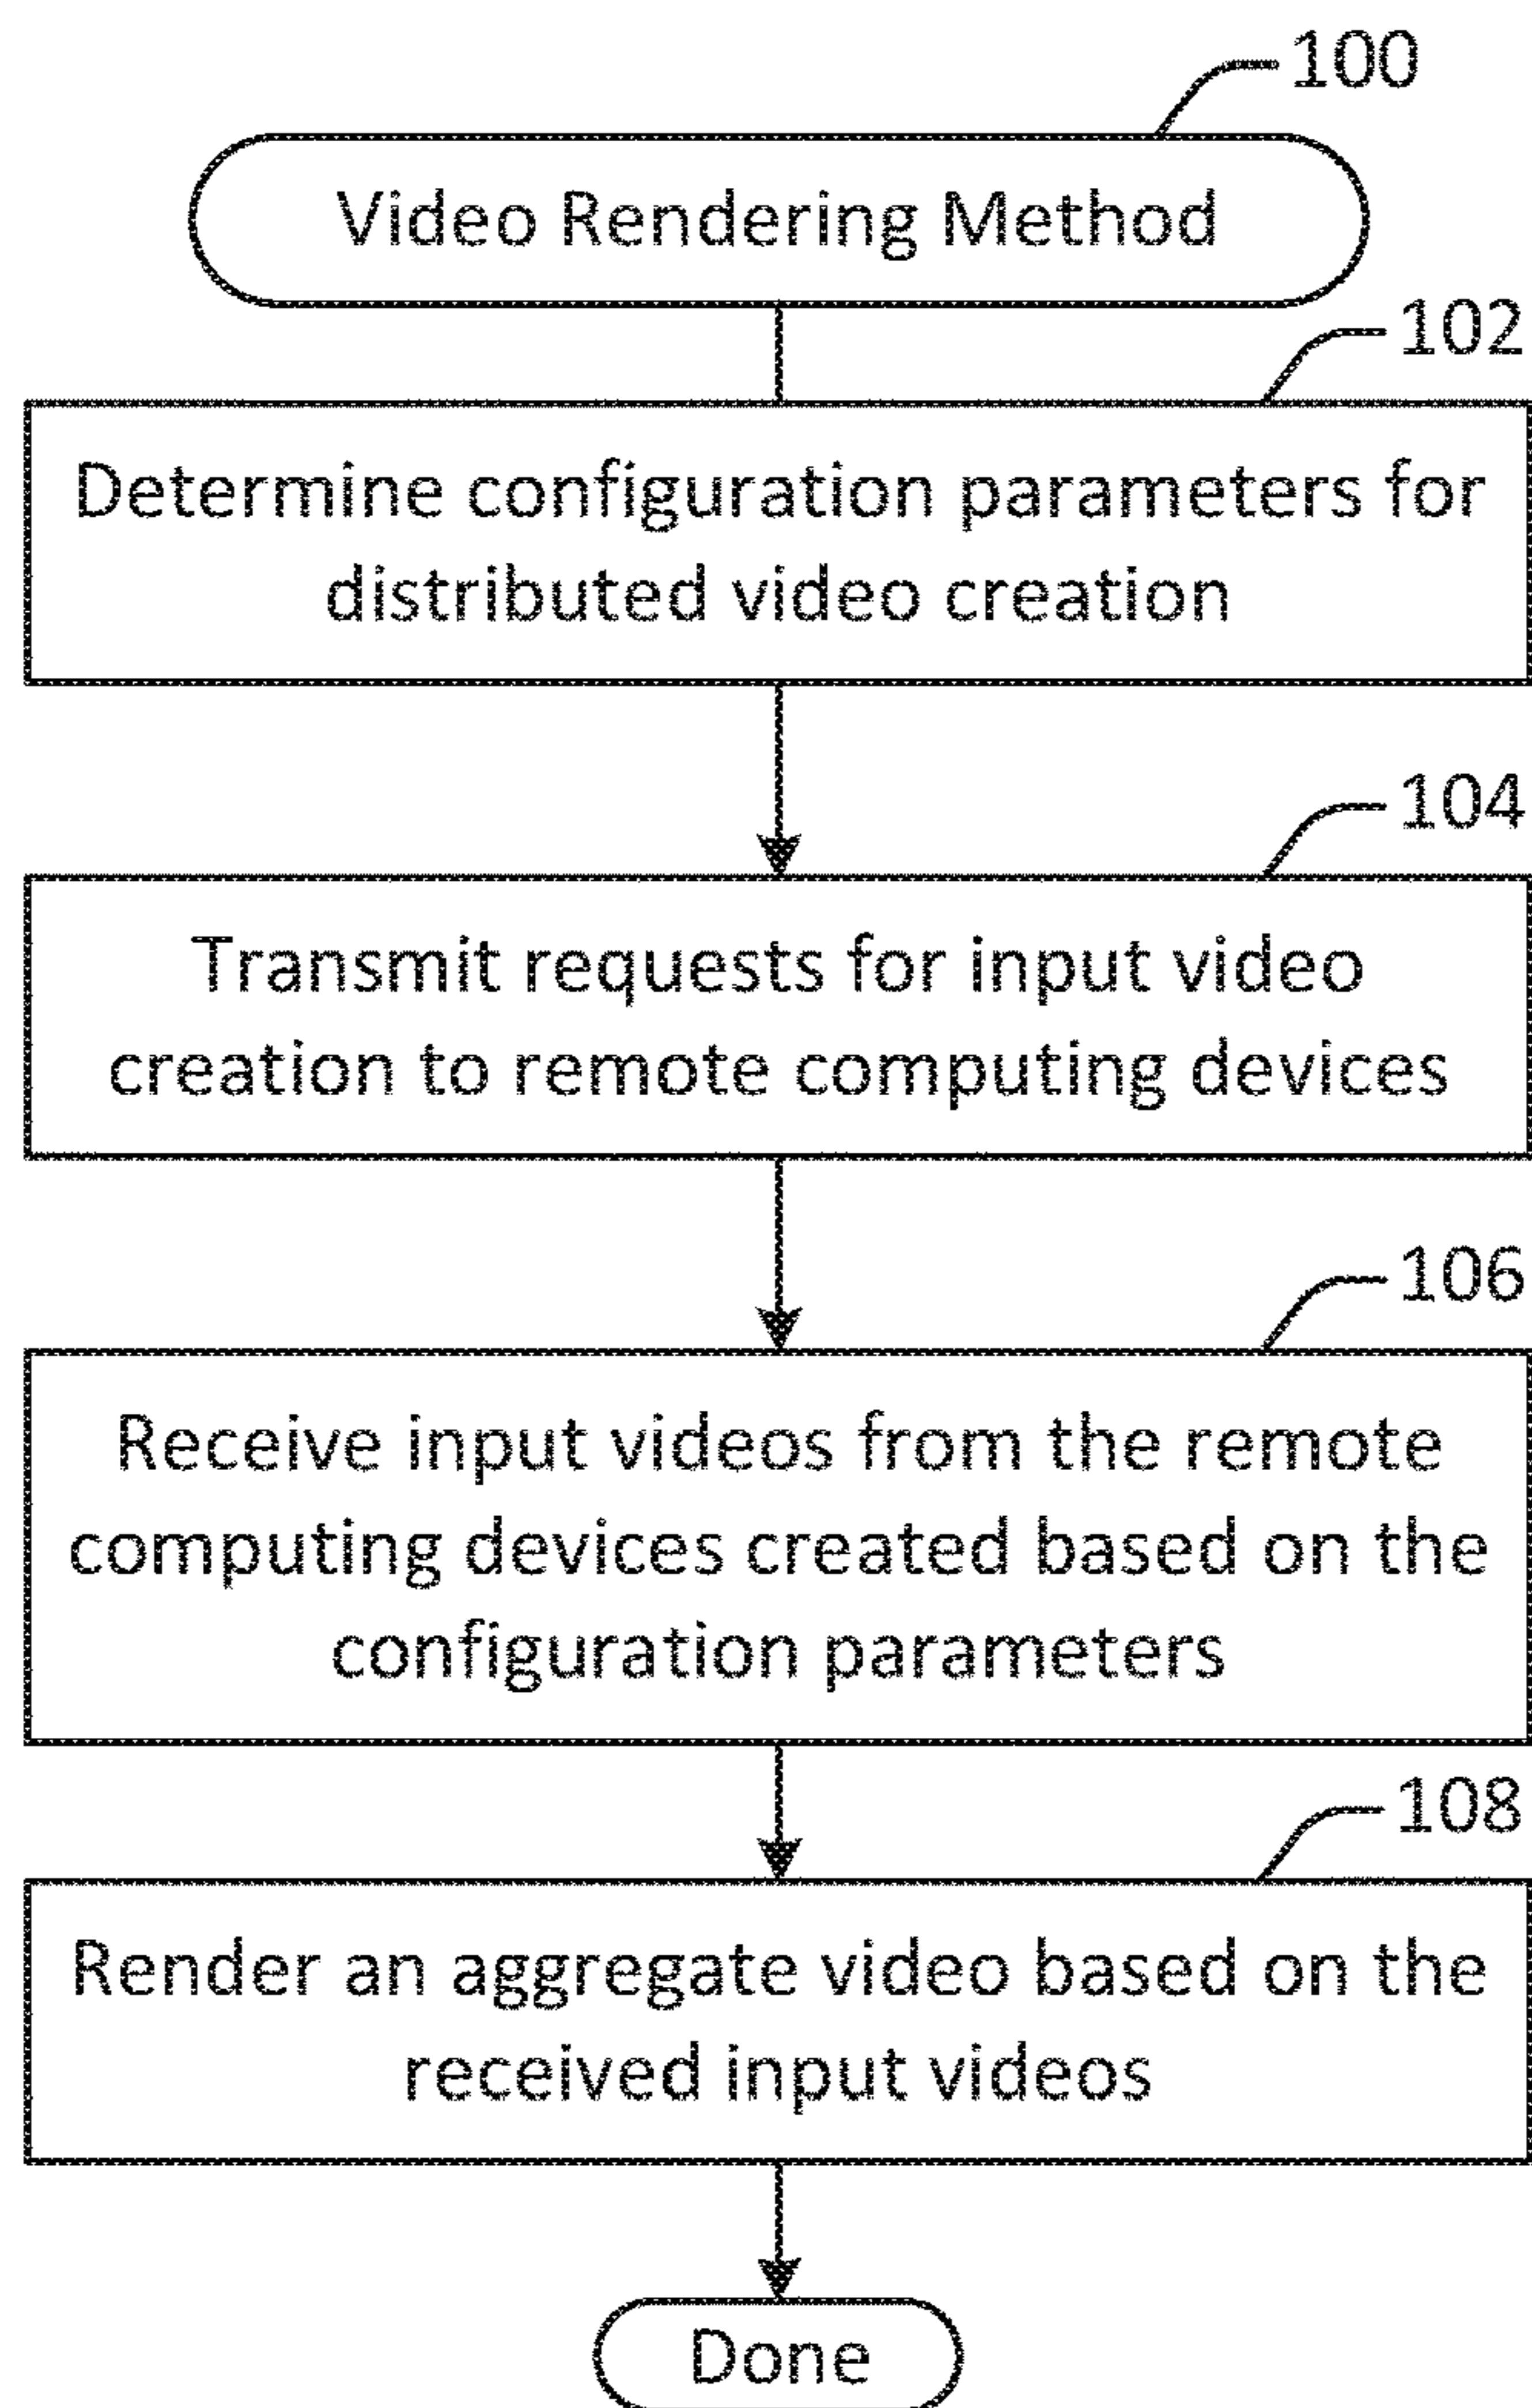 100
Video Rendering Method
102
Determine configuration parameters for
distributed video creation
104
Transmit requests for input video
creation to remote computing devices
106
Receive input videos from the remote
computing devices created based on the
configuration parameters
108
Render an aggregate video based on the
received input videos
Done